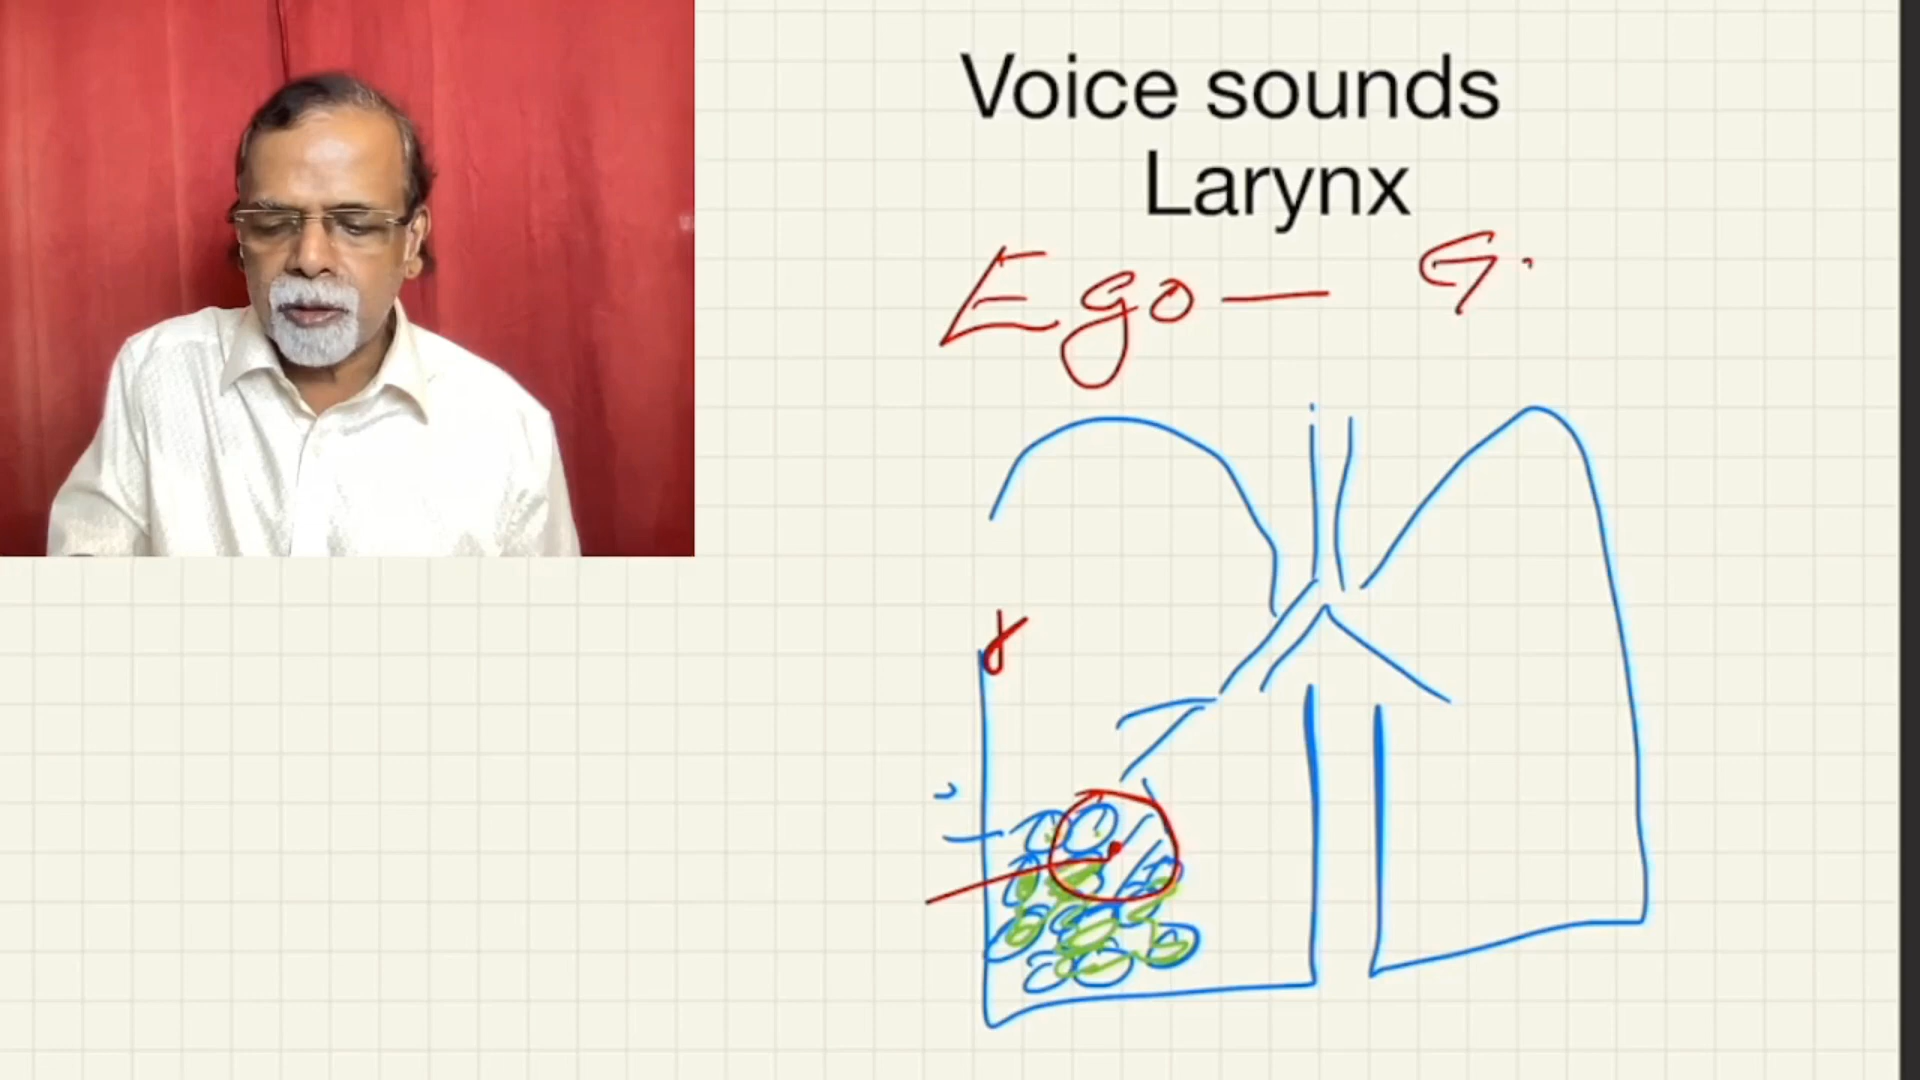 Voice sounds
Larynx
Ego — G.